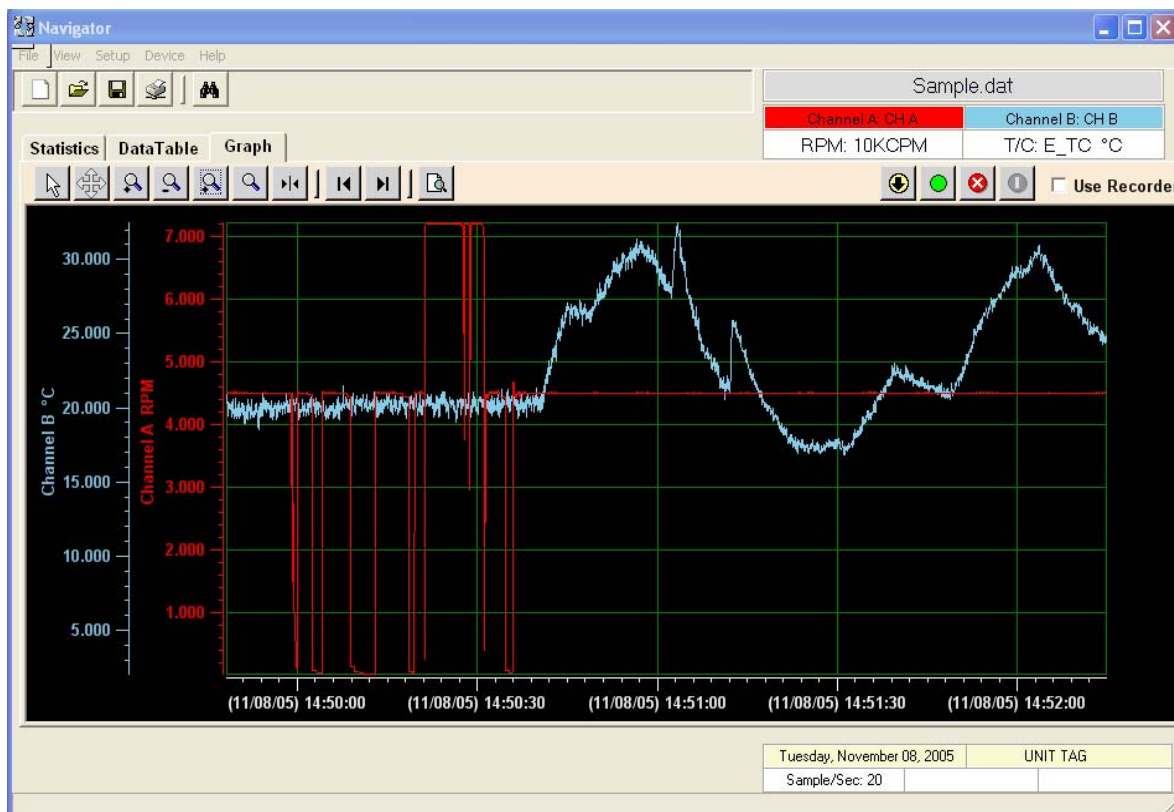 Navigator
File View Setup Device Help
Sample.dat
Channel A: CH A Channel B: CH B
RPM: 10KCPM T/C: E_TC °C
Statistics DataTable Graph
Use Recorde
30.000
25.000
20.000
15.000
10.000
5.000
Channel B °C
7.000
6.000
5.000
4.000
3.000
2.000
1.000
Channel A RPM
(11/08/05) 14:50:00 (11/08/05) 14:50:30 (11/08/05) 14:51:00 (11/08/05) 14:51:30 (11/08/05) 14:52:00
Tuesday, November 08, 2005 UNIT TAG
Sample/Sec: 20